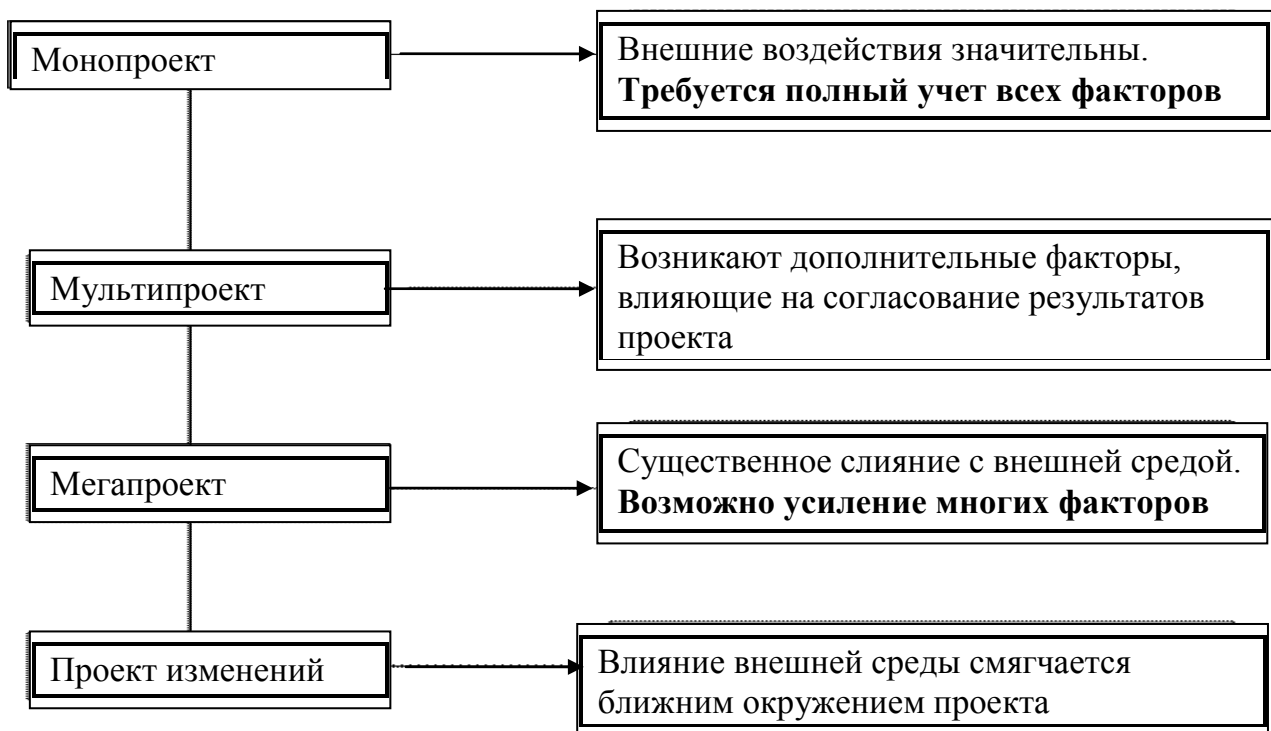 Монопроект
Внешние воздействия значительны.
Требуется полный учет всех факторов
Мультипроект
Возникают дополнительные факторы,
влияющие на согласование результатов
проекта
Мегапроект
Существенное слияние с внешней средой.
Возможно усиление многих факторов
Проект изменений
Влияние внешней среды смягчается
ближним окружением проекта